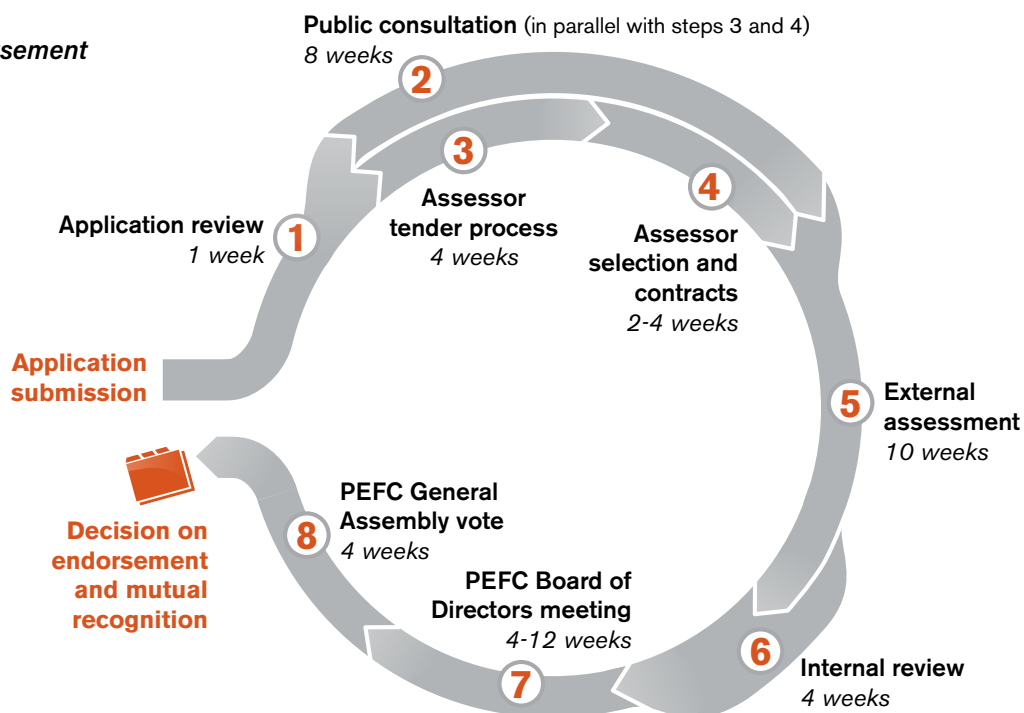 Public consultation (in parallel with steps 3 and 4)
8 weeks
2
3
Assessor
tender process
4 weeks
4
Assessor
selection and
contracts
2-4 weeks
Application review
1 week
1
Application
submission
5
External
assessment
10 weeks
PEFC General
Assembly vote
4 weeks
8
Decision on
endorsement
and mutual
recognition
PEFC Board of
Directors meeting
4-12 weeks
7
6
Internal review
4 weeks